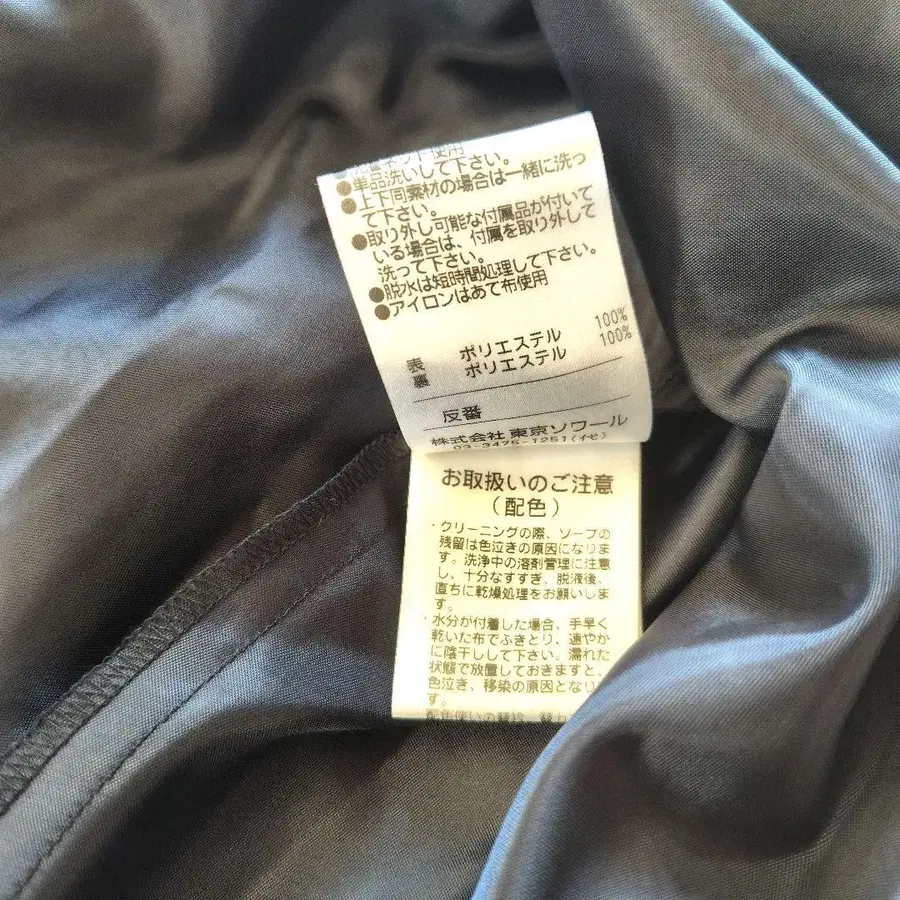 ネット使用
●単品洗いして下さい。
●上下同素材の場合は一緒に洗っ
て下さい。
●取り外し可能な付属品が付いて
いる場合は、付属を取り外して
洗って下さい。
●脱水は短時間処理して下さい。
●アイロンはあて布使用
表 ポリエステル 100%
裏 ポリエステル 100%
反番
株式会社 東京ソワール
03-3475-1251(イセ)
お取扱いのご注意
(配色)
・クリーニングの際、ソープの
残留は色泣きの原因になりま
す。洗浄中の溶剤管理に注意
し、十分なすすぎ、脱液後、
直ちに乾燥処理をお願いしま
す。
・水分が付着した場合、手早く
乾いた布でふきとり、速やか
に陰干しして下さい。濡れた
状態で放置しておきますと、
色泣き、移染の原因となりま
す。